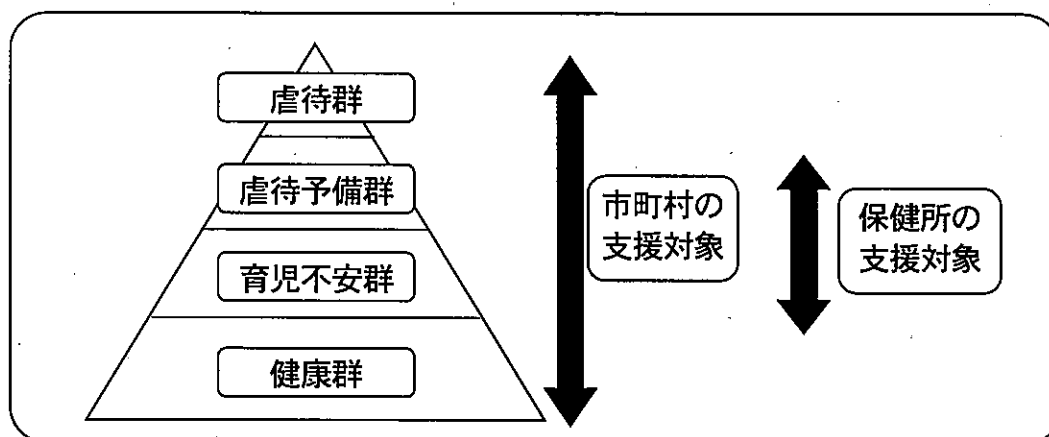 虐待群
虐待予備群
育児不安群
健康群
市町村の
支援対象
保健所の
支援対象